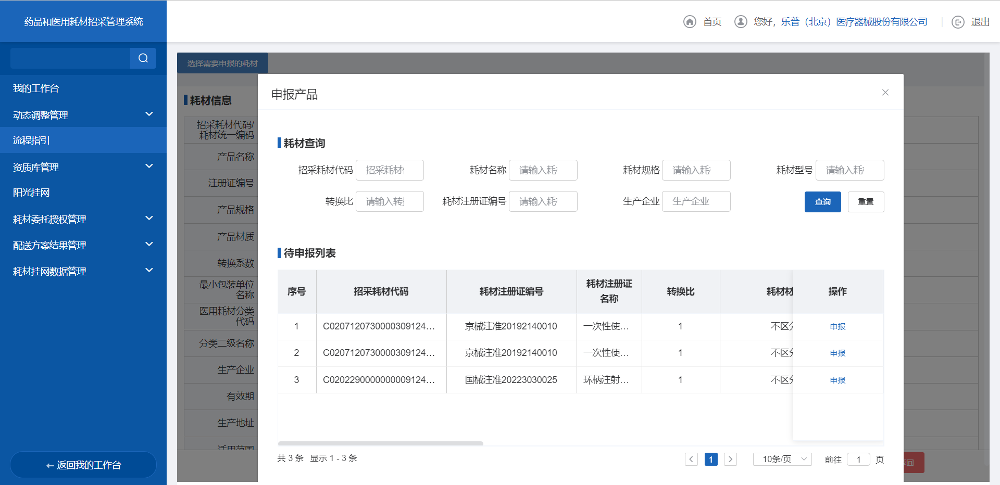 药品和医用耗材招采管理系统
首页
您好，乐普（北京）医疗器械股份有限公司
退出
我的工作台
动态调整管理
流程指引
资质库管理
阳光挂网
耗材委托授权管理
配送方案结果管理
耗材挂网数据管理
←返回我的工作台
选择需要申报的耗材
耗材信息
招采耗材代码/
耗材统一编码
产品名称
注册证编号
产品规格
产品材质
转换系数
最小包装单位
名称
医用耗材分类
代码
分类二级名称
生产企业
有效期
生产地址
适用范围
申报产品
耗材查询
招采耗材代码 招采耗材
耗材名称 请输入耗
耗材规格 请输入耗
耗材型号 请输入耗
转换比 请输入转
耗材注册证编号 请输入耗
生产企业 生产企业
查询 重置
待申报列表
序号 招采耗材代码 耗材注册证编号 耗材注册证名称 转换比 耗材材 操作
1 C0207120730000309124... 京械注准20192140010 一次性使... 1 不区分 申报
2 C0207120730000309124... 京械注准20192140010 一次性使... 1 不区分 申报
3 C0202290000000009124... 国械注准20223030025 环柄注射... 1 不区分 申报
共 3 条 显示 1 - 3 条
1 10条/页 前往 1 页
回